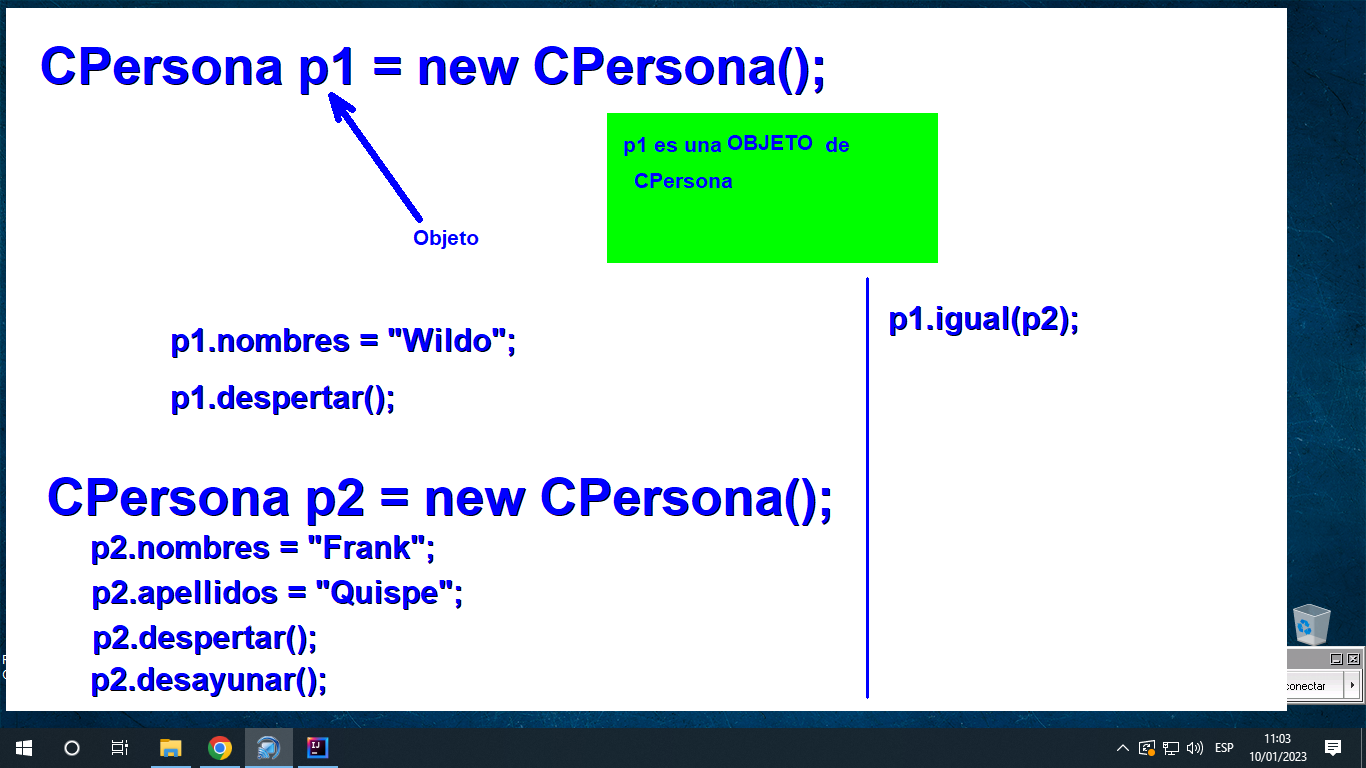 CPersona p1 = new CPersona();
p1 es una OBJETO de
CPersona
Objeto
p1.nombres = "Wildo";
p1.despertar();
p1.igual(p2);
CPersona p2 = new CPersona();
p2.nombres = "Frank";
p2.apellidos = "Quispe";
p2.despertar();
p2.desayunar();
conectar
ESP
11:03
10/01/2023